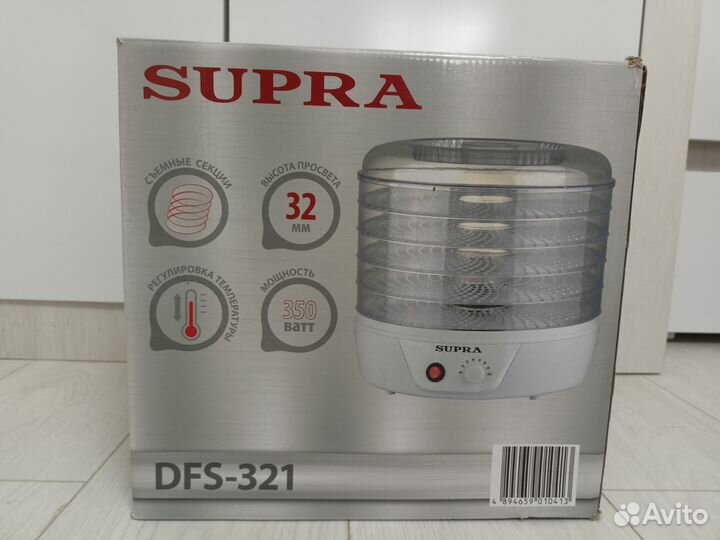 SUPRA
СЪЕМНЫЕ СЕКЦИИ
ВЫСОТА ПРОСВЕТА
32
ММ
РЕГУЛИРОВКА ТЕМПЕРАТУРЫ
МОЩНОСТЬ
350
Ватт
SUPRA
DFS-321
4 894659 010413
Avito